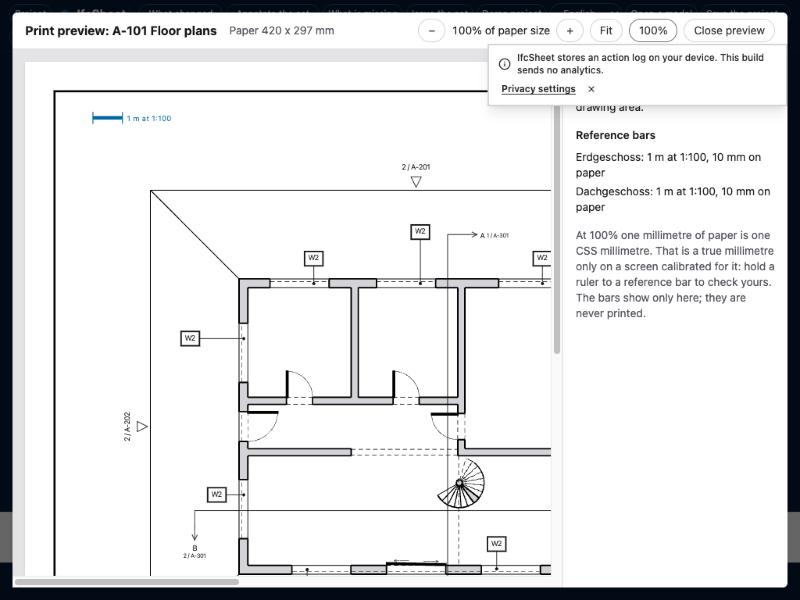 Print preview: A-101 Floor plans
Paper 420 x 297 mm
−
100% of paper size
+
Fit
100%
Close preview
IfcSheet stores an action log on your device. This build
sends no analytics.
Privacy settings
×
drawing area.
Reference bars
Erdgeschoss: 1 m at 1:100, 10 mm on
paper
Dachgeschoss: 1 m at 1:100, 10 mm on
paper
At 100% one millimetre of paper is one
CSS millimetre. That is a true millimetre
only on a screen calibrated for it: hold a
ruler to a reference bar to check yours.
The bars show only here; they are
never printed.
1 m at 1:100
2 / A-201
A 1 / A-301
W2
W2
W2
W2
2 / A-202
W2
B
2 / A-301
W2